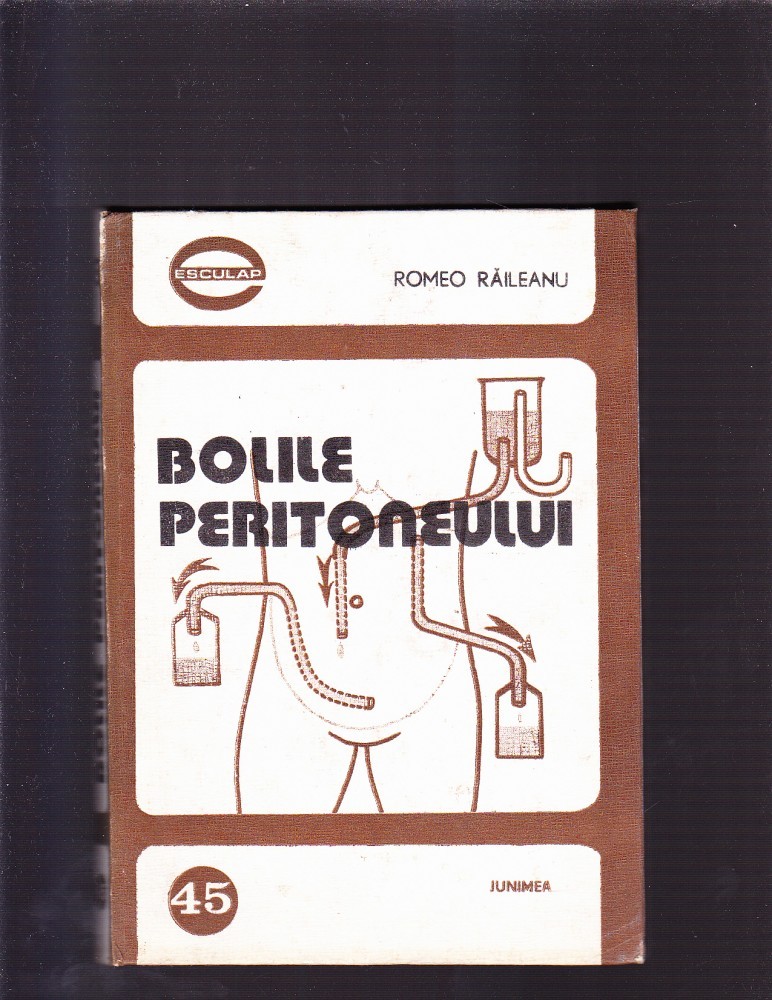 ESCULAP
ROMEO RĂILEANU
BOLILE
PERITONEULUI
45
JUNIMEA